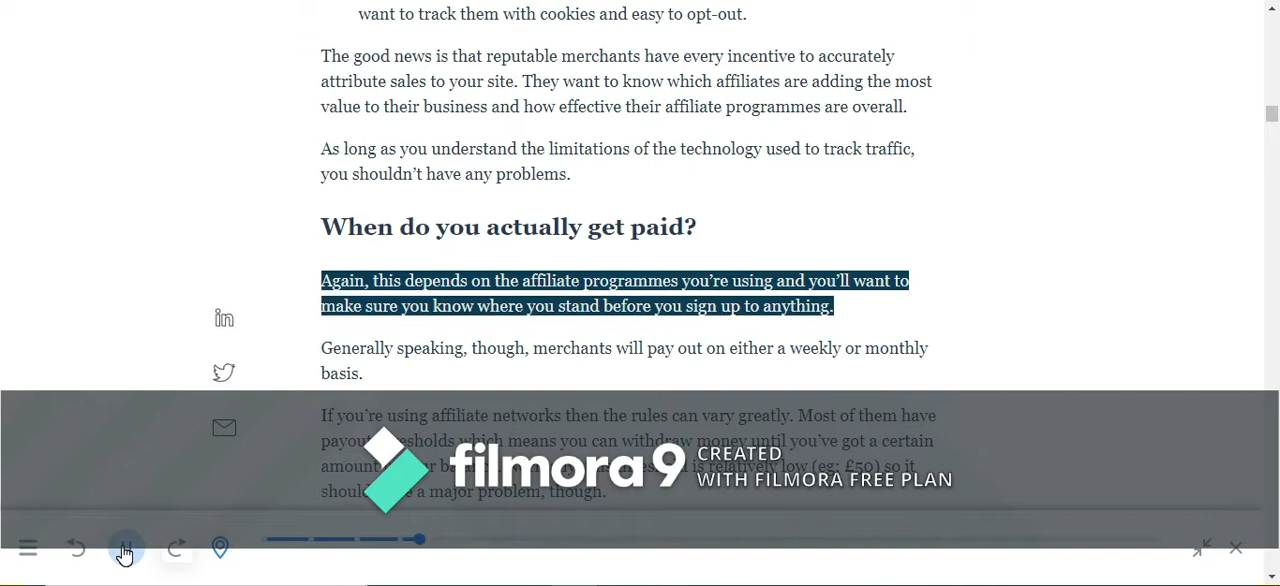 want to track them with cookies and easy to opt-out.
The good news is that reputable merchants have every incentive to accurately
attribute sales to your site. They want to know which affiliates are adding the most
value to their business and how effective their affiliate programmes are overall.
As long as you understand the limitations of the technology used to track traffic,
you shouldn't have any problems.
When do you actually get paid?
Again, this depends on the affiliate programmes you're using and you'll want to
make sure you know where you stand before you sign up to anything.
Generally speaking, though, merchants will pay out on either a weekly or monthly
basis.
If you're using affiliate networks then the rules can vary greatly. Most of them have
which means you can withdraw money until you've got a certain
amount is relatively low (eg: £50) so it
a major problem, though.
filmora9 CREATED
WITH FILMORA FREE PLAN
in